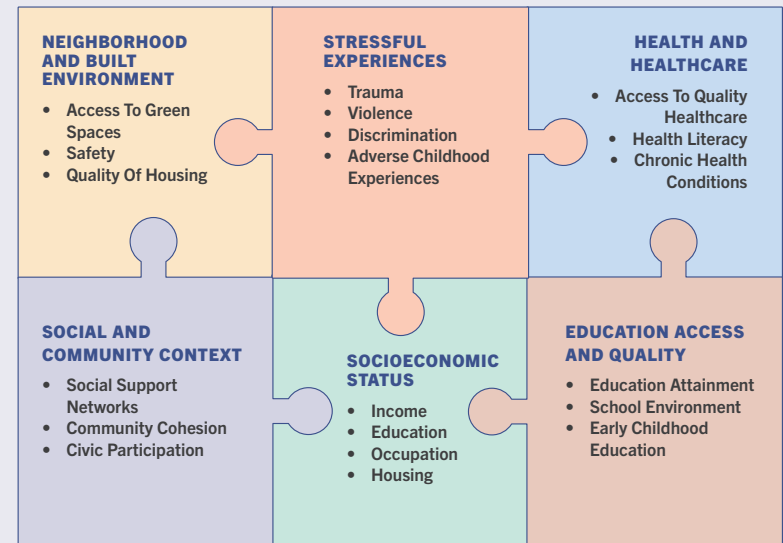 NEIGHBORHOOD
AND BUILT
ENVIRONMENT
• Access To Green
Spaces
• Safety
• Quality Of Housing
STRESSFUL
EXPERIENCES
• Trauma
• Violence
• Discrimination
• Adverse Childhood
Experiences
HEALTH AND
HEALTHCARE
• Access To Quality
Healthcare
• Health Literacy
• Chronic Health
Conditions
SOCIAL AND
COMMUNITY CONTEXT
• Social Support
Networks
• Community Cohesion
• Civic Participation
SOCIOECONOMIC
STATUS
• Income
• Education
• Occupation
• Housing
EDUCATION ACCESS
AND QUALITY
• Education Attainment
• School Environment
• Early Childhood
Education